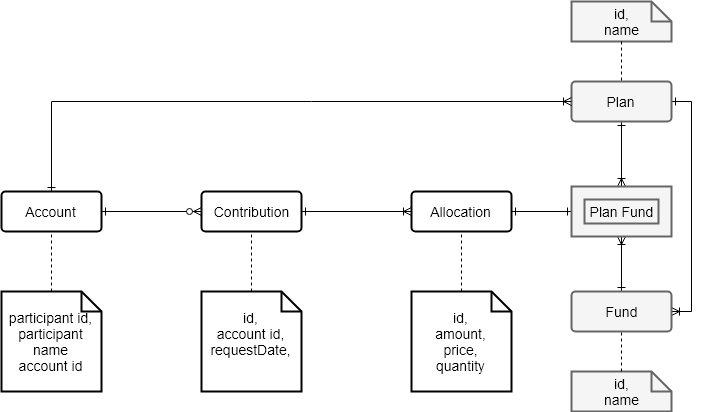 id,
name
Plan
Account
Contribution
Allocation
Plan Fund
participant id,
participant
name
account id
id,
account id,
requestDate,
id,
amount,
price,
quantity
Fund
id,
name